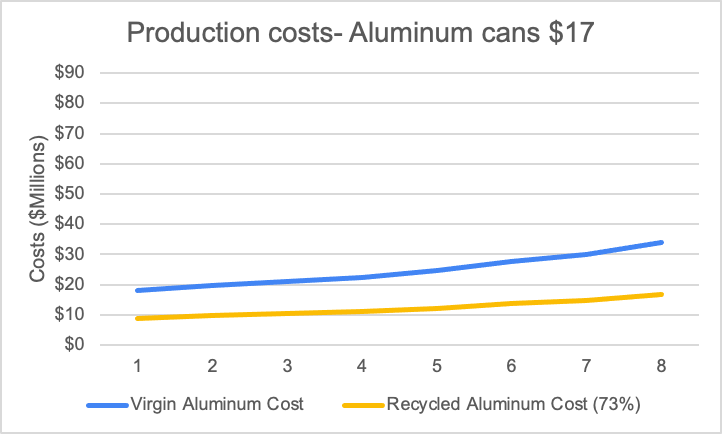 Production costs- Aluminum cans $17
Costs ($Millions)
$90
$80
$70
$60
$50
$40
$30
$20
$10
$0
1 2 3 4 5 6 7 8
Virgin Aluminum Cost Recycled Aluminum Cost (73%)